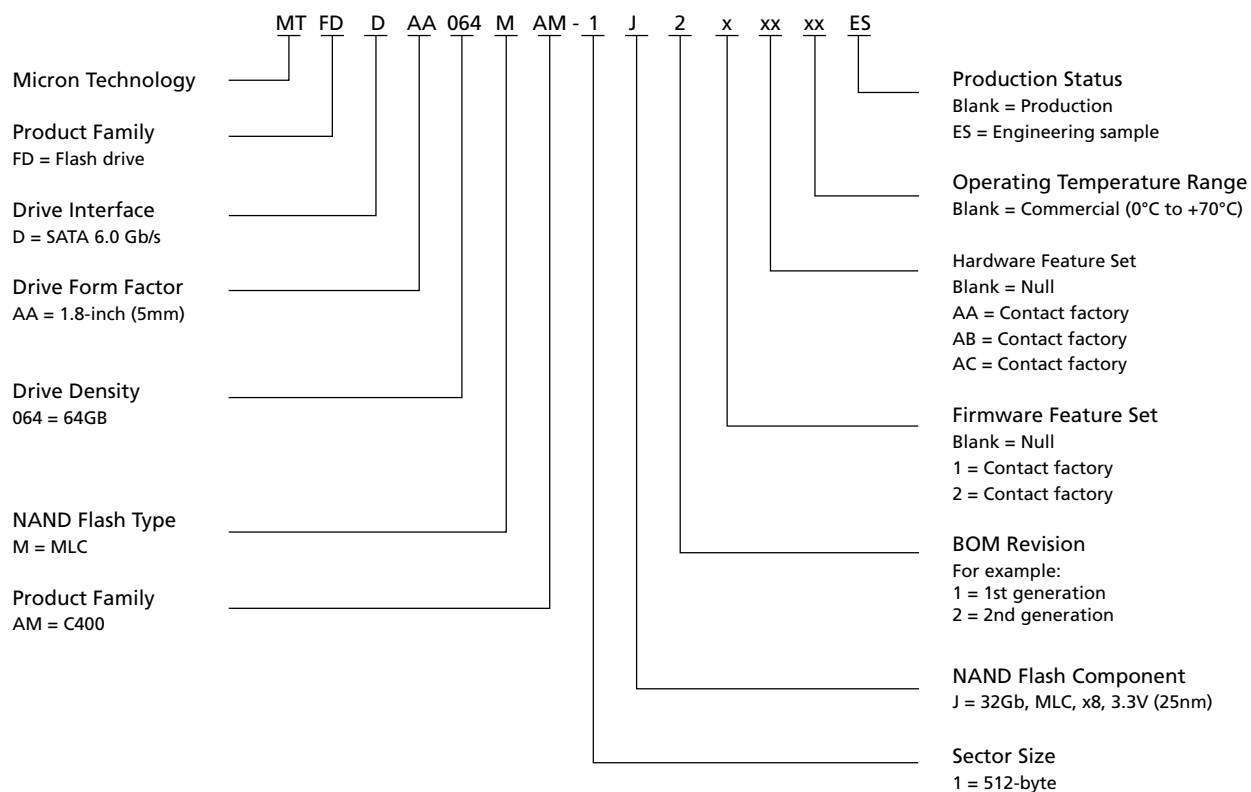 MT FD D AA 064 M AM - 1 J 2 x xx xx ES
Micron Technology
Product Family
FD = Flash drive
Drive Interface
D = SATA 6.0 Gb/s
Drive Form Factor
AA = 1.8-inch (5mm)
Drive Density
064 = 64GB
NAND Flash Type
M = MLC
Product Family
AM = C400
Production Status
Blank = Production
ES = Engineering sample
Operating Temperature Range
Blank = Commercial (0°C to +70°C)
Hardware Feature Set
Blank = Null
AA = Contact factory
AB = Contact factory
AC = Contact factory
Firmware Feature Set
Blank = Null
1 = Contact factory
2 = Contact factory
BOM Revision
For example:
1 = 1st generation
2 = 2nd generation
NAND Flash Component
J = 32Gb, MLC, x8, 3.3V (25nm)
Sector Size
1 = 512-byte